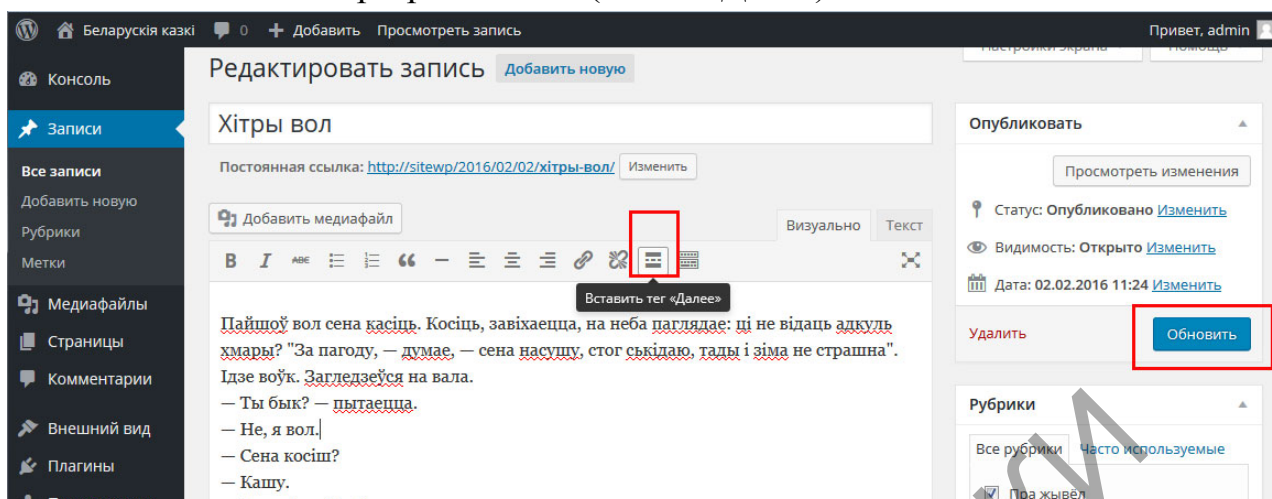 Беларускія казкі 0 + Добавить Просмотреть запись Привет, admin
Консоль
Записи
Все записи
Добавить новую
Рубрики
Метки
Медиафайлы
Страницы
Комментарии
Внешний вид
Плагины
Редактировать запись Добавить новую
Хітры вол
Постоянная ссылка: http://sitewp/2016/02/02/хітры-вол/ Изменить
Добавить медиафайл
Визуально Текст
B I ABC
Вставить тег «Далее»
Пайшоў вол сена касіць. Косіць, завіхаецца, на неба паглядае: ці не відаць адкуль
хмары? "За пагоду, — думае, — сена насушу, стог ськідаю, тады і зіма не страшна".
Ідзе воўк. Загледзеўся на вала.
— Ты бык? — пытаецца.
— Не, я вол.
— Сена косіш?
— Кашу.
Опубликовать
Просмотреть изменения
Статус: Опубликовано Изменить
Видимость: Открыто Изменить
Дата: 02.02.2016 11:24 Изменить
Удалить Обновить
Рубрики
Все рубрики Часто используемые
Пра жывёл